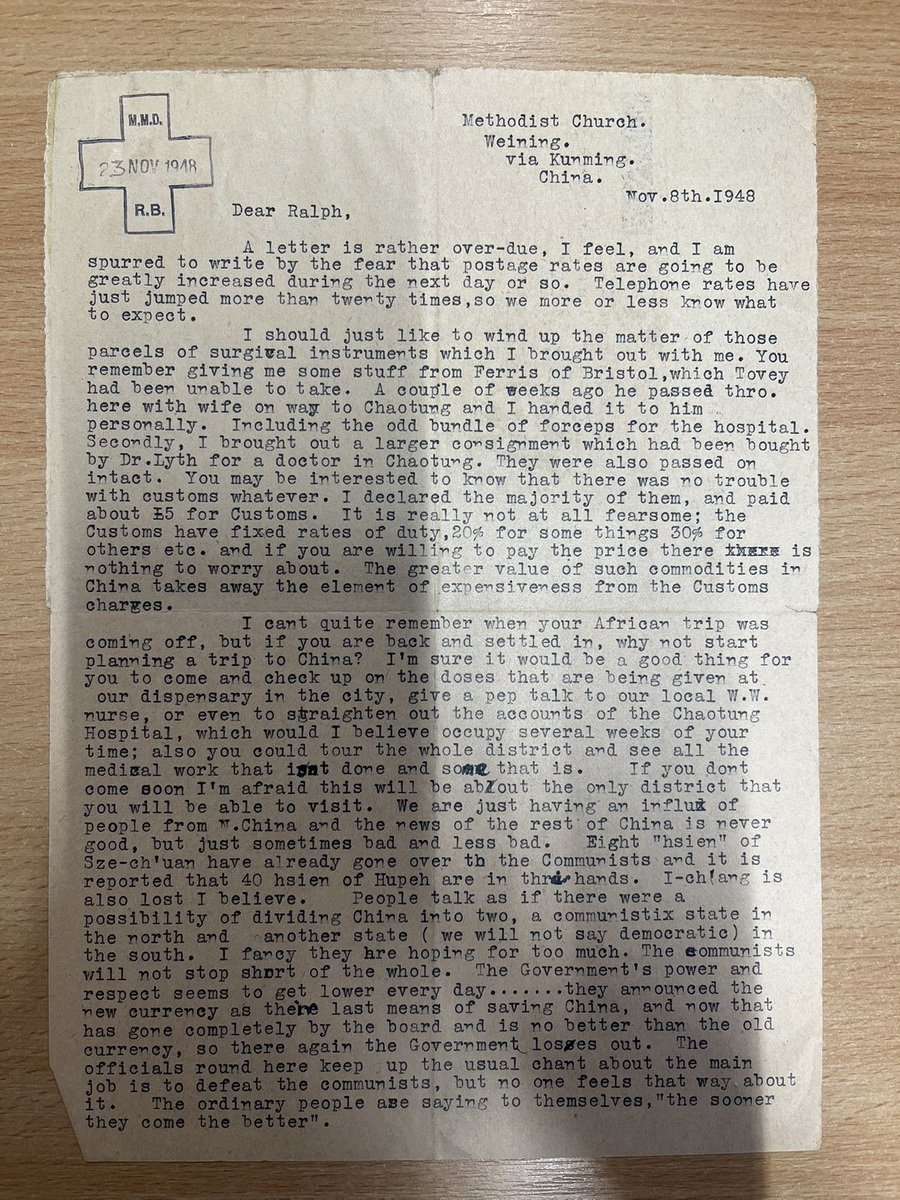 M.M.D.
23 NOV 1948
R.B.
Methodist Church.
Weining.
via Kunming.
China.
Nov.8th.I948
Dear Ralph,
A letter is rather over-due, I feel, and I am
spurred to write by the fear that postage rates are going to be
greatly increased during the next day or so. Telephone rates have
just jumped more than twenty times,so we more or less know what
to expect.
I should just like to wind up the matter of those
parcels of surgical instruments which I brought out with me. You
remember giving me some stuff from Ferris of Bristol,which Tovey
had been unable to take. A couple of weeks ago he passed thro.
here with wife on way to Chaotung and I handed it to him
personally. Including the odd bundle of forceps for the hospital.
Secondly, I brought out a larger consignment which had been bought
by Dr.Lyth for a doctor in Chaotung. They were also passed on
intact. You may be interested to know that there was no trouble
with customs whatever. I declared the majority of them, and paid
about £5 for Customs. It is really not at all fearsome; the
Customs have fixed rates of duty,20% for some things 30% for
others etc. and if you are willing to pay the price there is
nothing to worry about. The greater value of such commodities in
China takes away the element of expensiveness from the Customs
charges.
I cant quite remember when your African trip was
coming off, but if you are back and settled in, why not start
planning a trip to China? I'm sure it would be a good thing for
you to come and check up on the doses that are being given at
our dispensary in the city, give a pep talk to our local W.W.
nurse, or even to straighten out the accounts of the Chaotung
Hospital, which would I believe occupy several weeks of your
time; also you could tour the whole district and see all the
medical work that isnt done and some that is. If you dont
come soon I'm afraid this will be about the only district that
you will be able to visit. We are just having an influx of
people from W.China and the news of the rest of China is never
good, but just sometimes bad and less bad. Eight "hsien" of
Sze-ch'uan have already gone over th the Communists and it is
reported that 40 hsien of Hupeh are in their hands. I-ch'ang is
also lost I believe. People talk as if there were a
possibility of dividing China into two, a communistix state in
the north and another state ( we will not say democratic) in
the south. I fancy they are hoping for too much. The communists
will not stop short of the whole. The Government's power and
respect seems to get lower every day.......they announced the
new currency as there last means of saving China, and now that
has gone completely by the board and is no better than the old
currency, so there again the Government losses out. The
officials round here keep up the usual chant about the main
job is to defeat the communists, but no one feels that way about
it. The ordinary people are saying to themselves,"the sooner
they come the better".